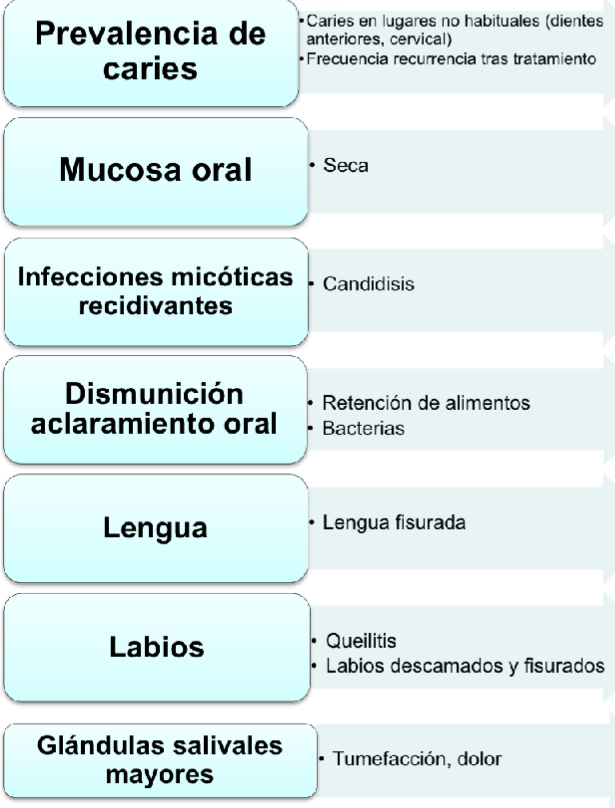 Prevalencia de
caries
• Caries en lugares no habituales (dientes
anteriores, cervical)
• Frecuencia recurrencia tras tratamiento
Mucosa oral
• Seca
Infecciones micóticas
recidivantes
• Candidisis
Dismunición
aclaramiento oral
• Retención de alimentos
• Bacterias
Lengua
• Lengua fisurada
Labios
• Queilitis
• Labios descamados y fisurados
Glándulas salivales
mayores
• Tumefacción, dolor